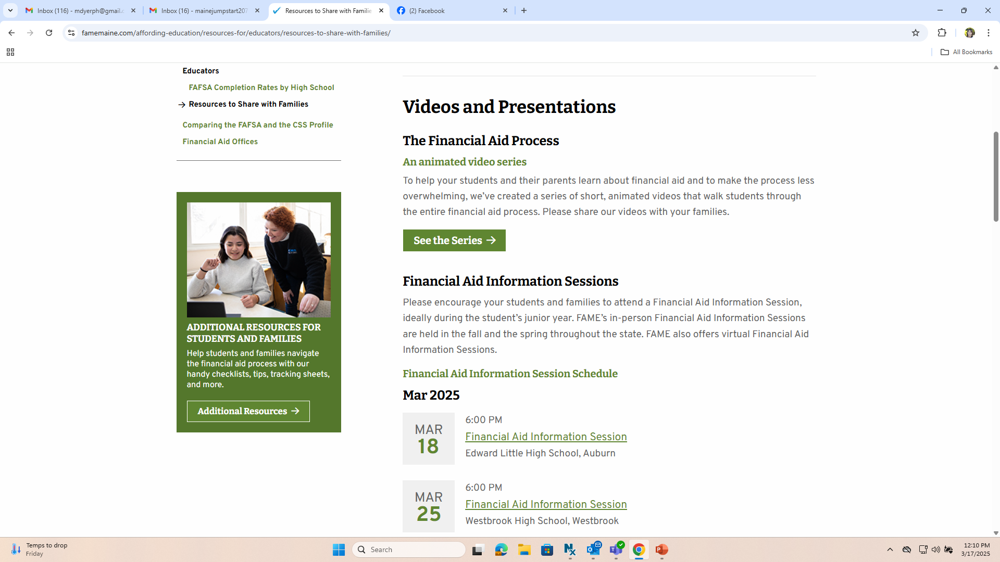 Inbox (116) - mdyerph@gmail.c
Inbox (16) - mainejumpstart207
Resources to Share with Familie
(2) Facebook
famemaine.com/affording-education/resources-for/educators/resources-to-share-with-families/
All Bookmarks
Educators
FAFSA Completion Rates by High School
→ Resources to Share with Families
Comparing the FAFSA and the CSS Profile
Financial Aid Offices
ADDITIONAL RESOURCES FOR
STUDENTS AND FAMILIES
Help students and families navigate
the financial aid process with our
handy checklists, tips, tracking sheets,
and more.
Additional Resources →
Videos and Presentations
The Financial Aid Process
An animated video series
To help your students and their parents learn about financial aid and to make the process less
overwhelming, we’ve created a series of short, animated videos that walk students through
the entire financial aid process. Please share our videos with your families.
See the Series →
Financial Aid Information Sessions
Please encourage your students and families to attend a Financial Aid Information Session,
ideally during the student’s junior year. FAME’s in-person Financial Aid Information Sessions
are held in the fall and the spring throughout the state. FAME also offers virtual Financial Aid
Information Sessions.
Financial Aid Information Session Schedule
Mar 2025
MAR
18
6:00 PM
Financial Aid Information Session
Edward Little High School, Auburn
MAR
25
6:00 PM
Financial Aid Information Session
Westbrook High School, Westbrook
Temps to drop
Friday
Search
12:10 PM
3/17/2025